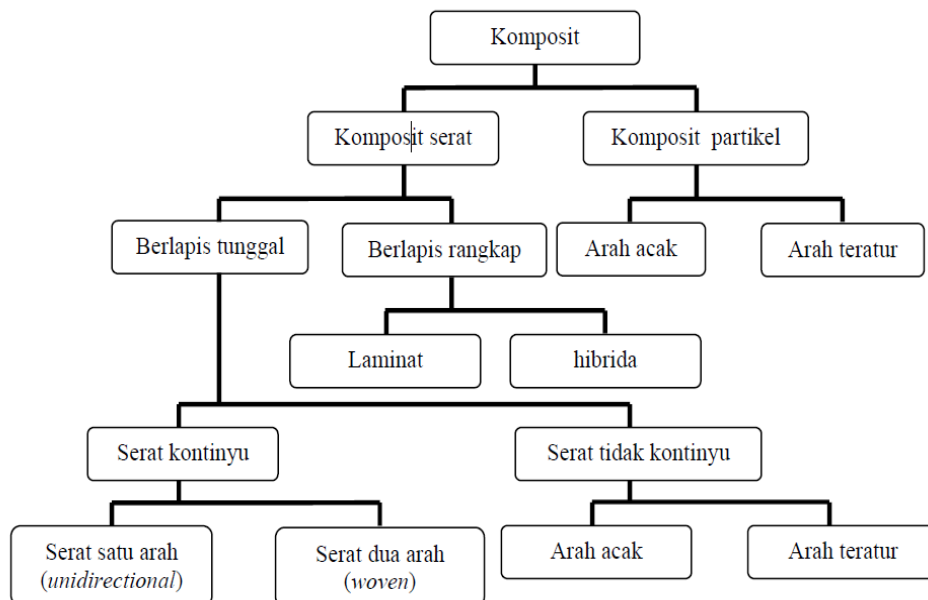 Komposit
Komposit serat
Komposit partikel
Berlapis tunggal
Berlapis rangkap
Arah acak
Arah teratur
Laminat
hibrida
Serat kontinyu
Serat tidak kontinyu
Serat satu arah
(unidirectional)
Serat dua arah
(woven)
Arah acak
Arah teratur